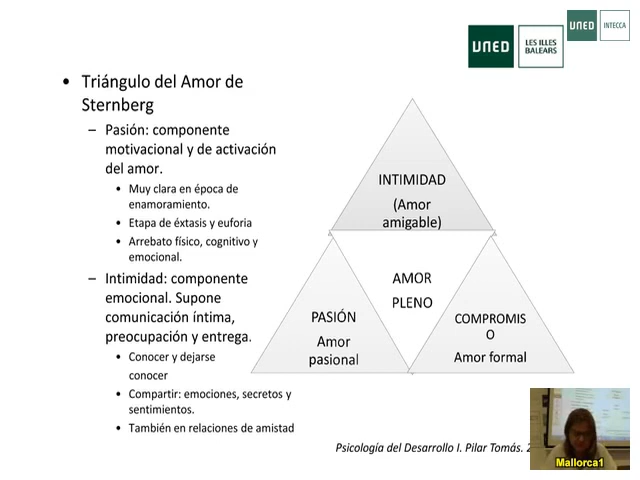 UNED
LES ILLES
BALEARS
UNED
INTECCA
• Triángulo del Amor de
Sternberg
– Pasión: componente
motivacional y de activación
del amor.
• Muy clara en época de
enamoramiento.
• Etapa de éxtasis y euforia
• Arrebato físico, cognitivo y
emocional.
– Intimidad: componente
emocional. Supone
comunicación íntima,
preocupación y entrega.
• Conocer y dejarse
conocer
• Compartir: emociones, secretos y
sentimientos.
• También en relaciones de amistad
INTIMIDAD
(Amor
amigable)
AMOR
PLENO
PASIÓN
Amor
pasional
COMPROMIS
O
Amor formal
Psicología del Desarrollo I. Pilar Tomás.
Mallorca1